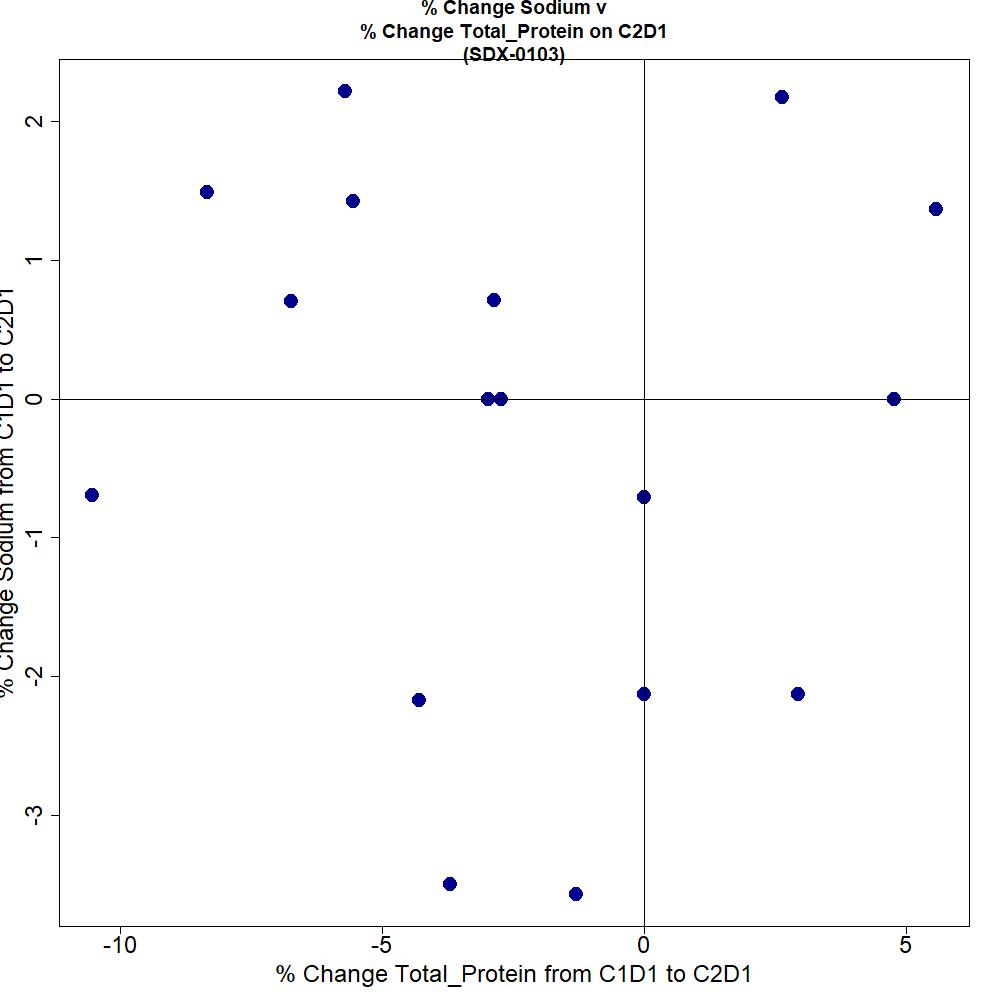 % Change Sodium v
% Change Total_Protein on C2D1
(SDX-0103)
% Change Sodium from C1D1 to C2D1
2
1
0
-1
-2
-3
-10
-5
0
5
% Change Total_Protein from C1D1 to C2D1